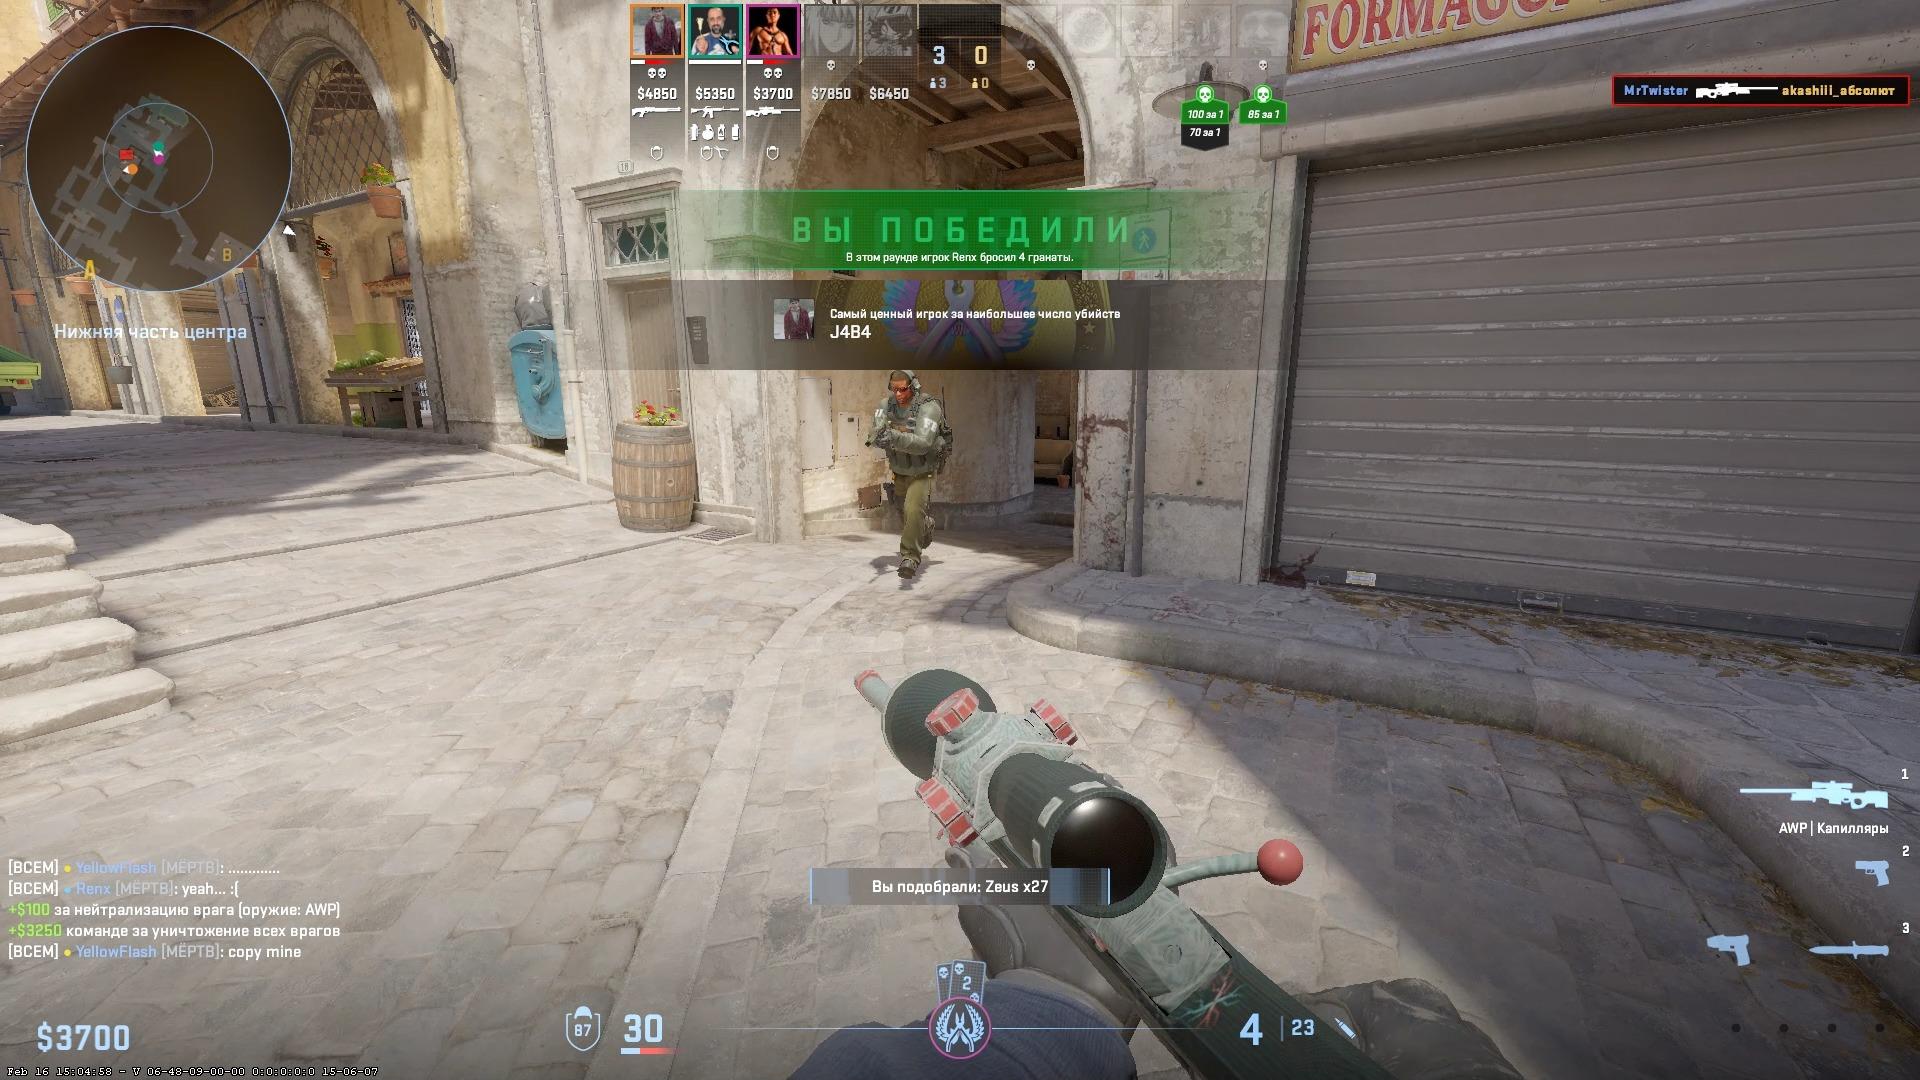 FORMAGGI
18
3 0
3 0
$4850 $5350 $3700 $7850 $6450
100 за 1
85 за 1
70 за 1
MrTwister akashiii_абсолют
ВЫ ПОБЕДИЛИ
В этом раунде игрок Renx бросил 4 гранаты.
Самый ценный игрок за наибольшее число убийств
J4B4
A
B
Нижняя часть центра
1
AWP | Капилляры
2
3
Вы подобрали: Zeus x27
[ВСЕМ] YellowFlash [МЁРТВ]: .............
[ВСЕМ] Renx [МЁРТВ]: yeah... :(
+$100 за нейтрализацию врага (оружие: AWP)
+$3250 команде за уничтожение всех врагов
[ВСЕМ] YellowFlash [МЁРТВ]: copy mine
2
$3700
87
30
4 | 23
Feb 16 15:04:58 - V 06-48-09-00-00 0:0:0:0:0 15-06-07